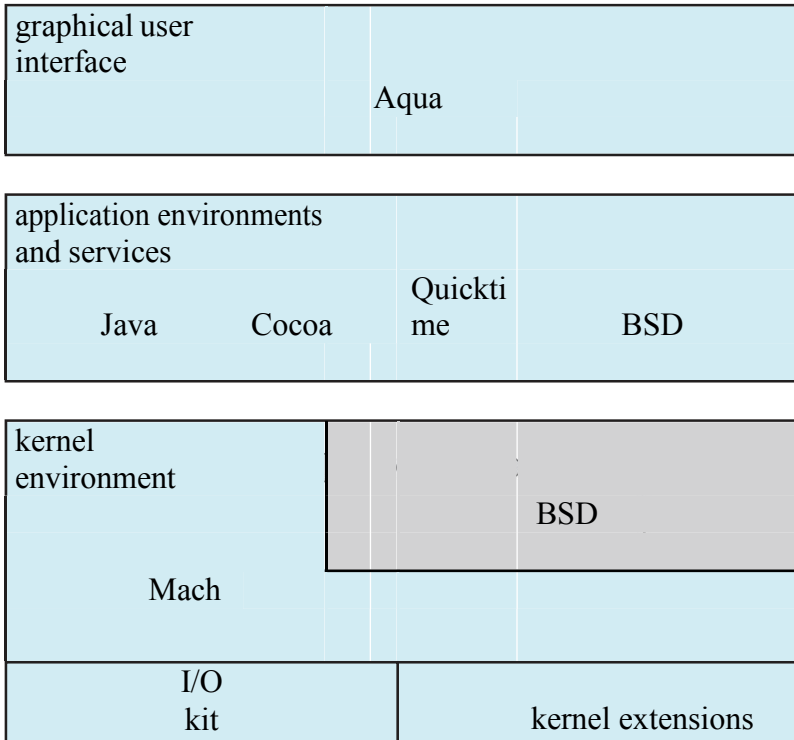 graphical user
interface
Aqua
application environments
and services
Java Cocoa Quickti
me BSD
kernel
environment
BSD
Mach
I/O
kit
kernel extensions